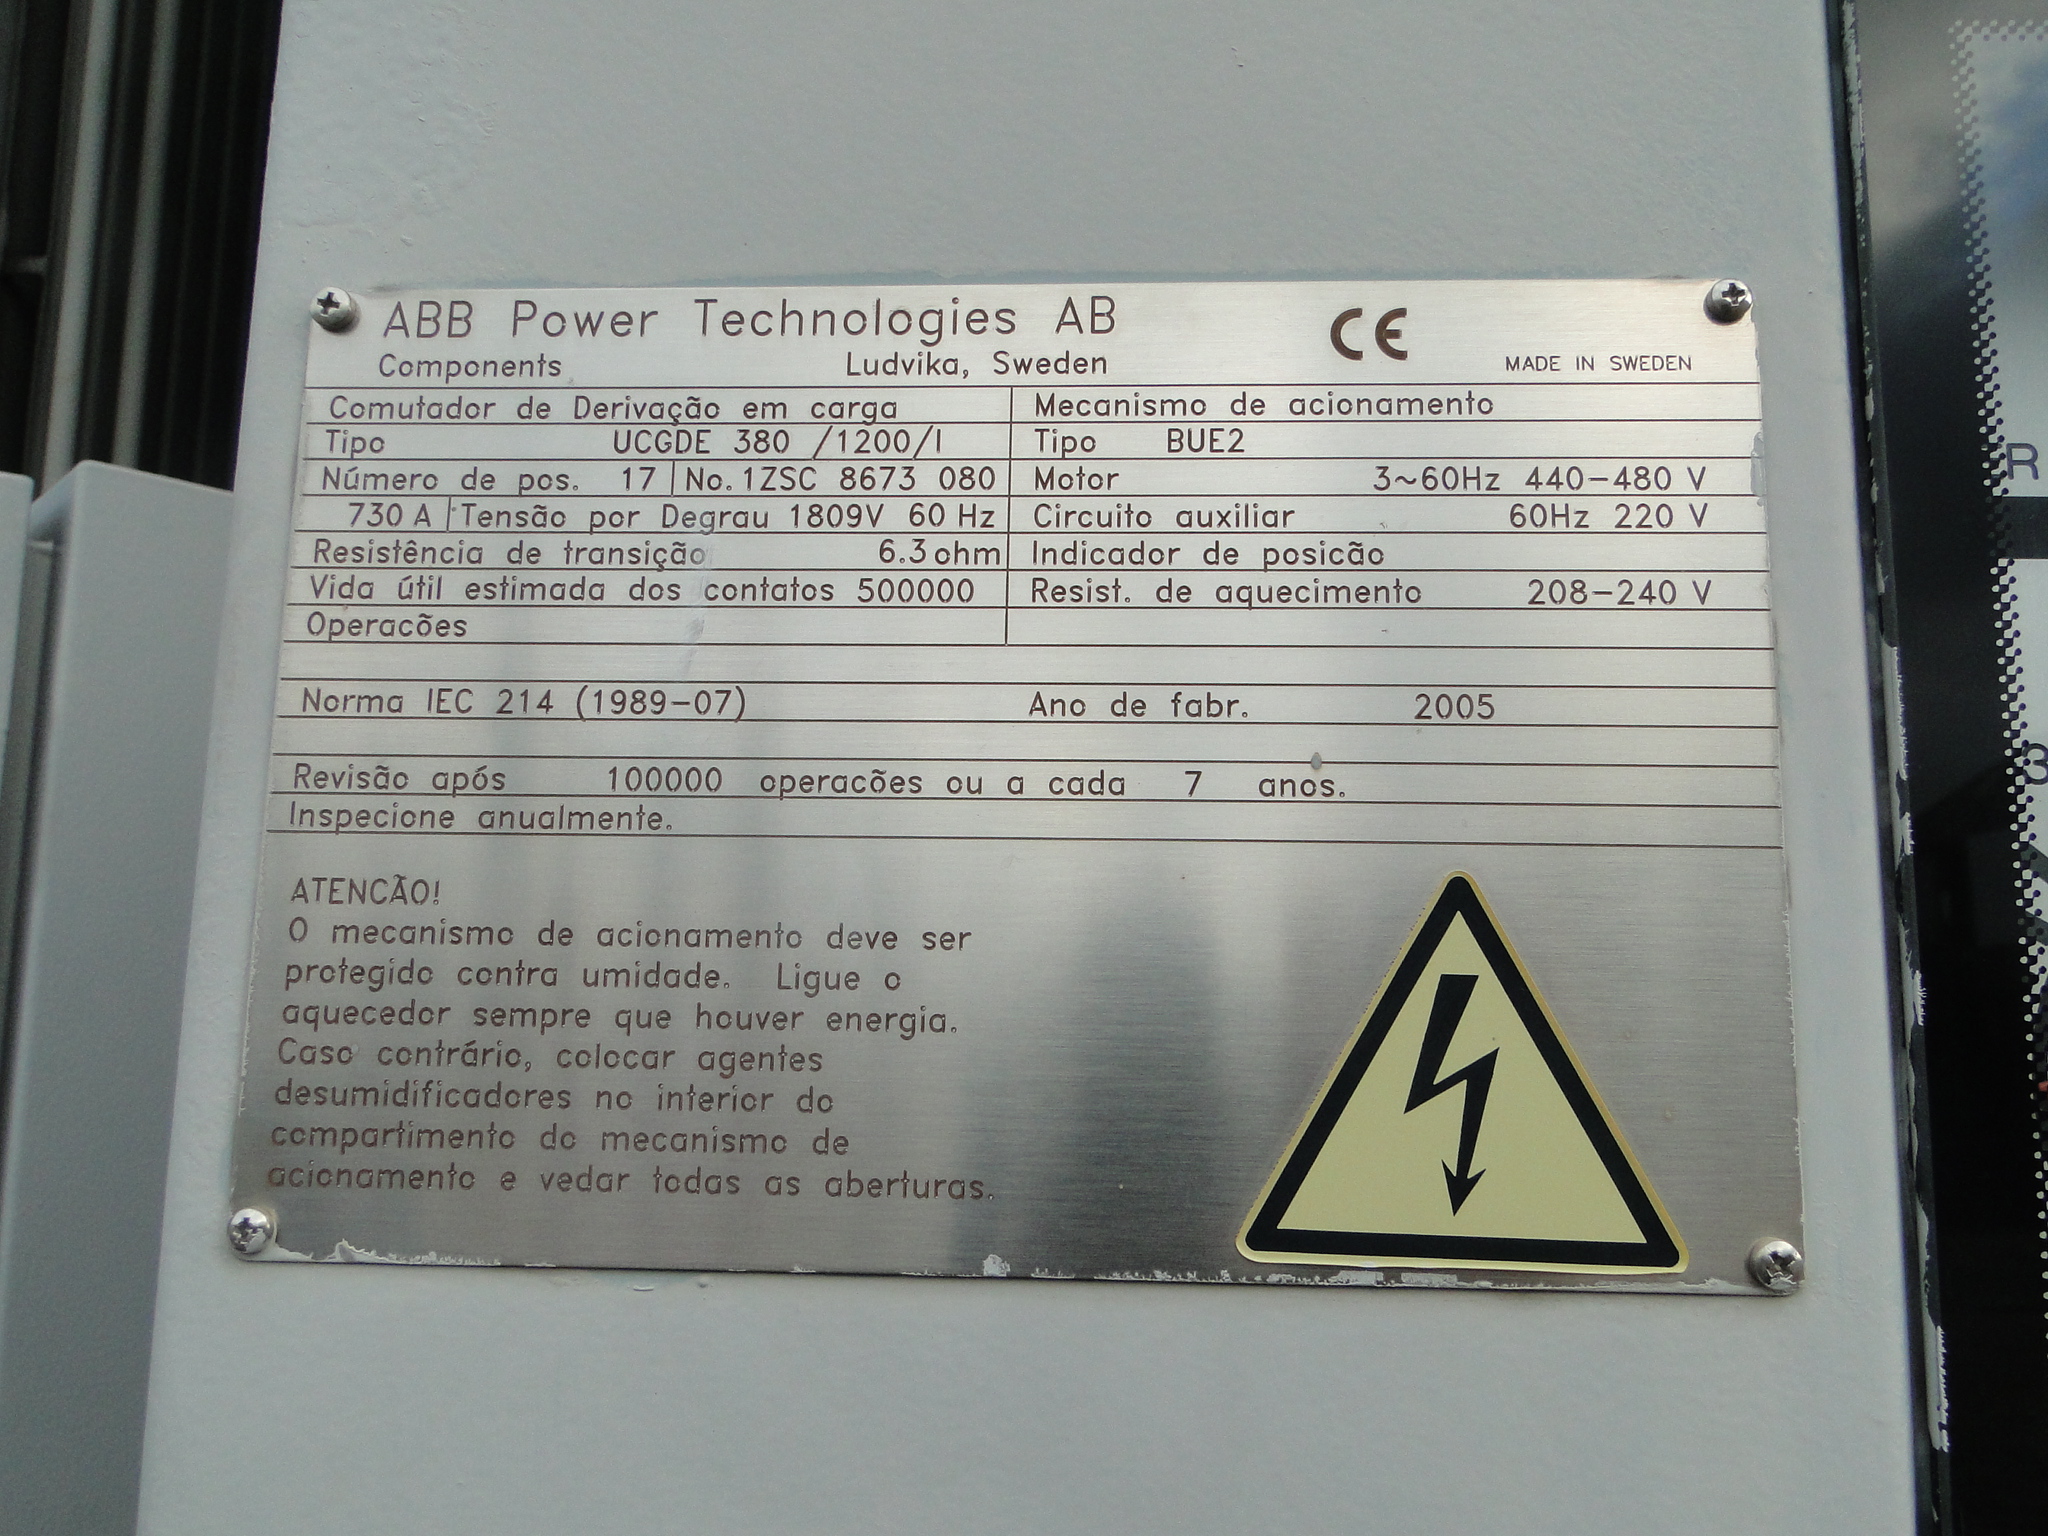 ABB Power Technologies AB
Components Ludvika, Sweden
CE
MADE IN SWEDEN
Comutador de Derivação em carga Mecanismo de acionamento
Tipo UCGDE 380 /1200/I Tipo BUE2
Número de pos. 17 No. 1ZSC 8673 080 Motor 3~60Hz 440-480 V
730 A Tensão por Degrau 1809V 60 Hz Circuito auxiliar 60Hz 220 V
Resistência de transição 6.3 ohm Indicador de posicão
Vida útil estimada dos contatos 500000 Resist. de aquecimento 208-240 V
Operacões
Norma IEC 214 (1989-07) Ano de fabr. 2005
Revisão após 100000 operacões ou a cada 7 anos.
Inspecione anualmente.
ATENCÃO!
O mecanismo de acionamento deve ser
protegido contra umidade. Ligue o
aquecedor sempre que houver energia.
Caso contrário, colocar agentes
desumidificadores no interior do
compartimento do mecanismo de
acionamento e vedar todas as aberturas.
R
3